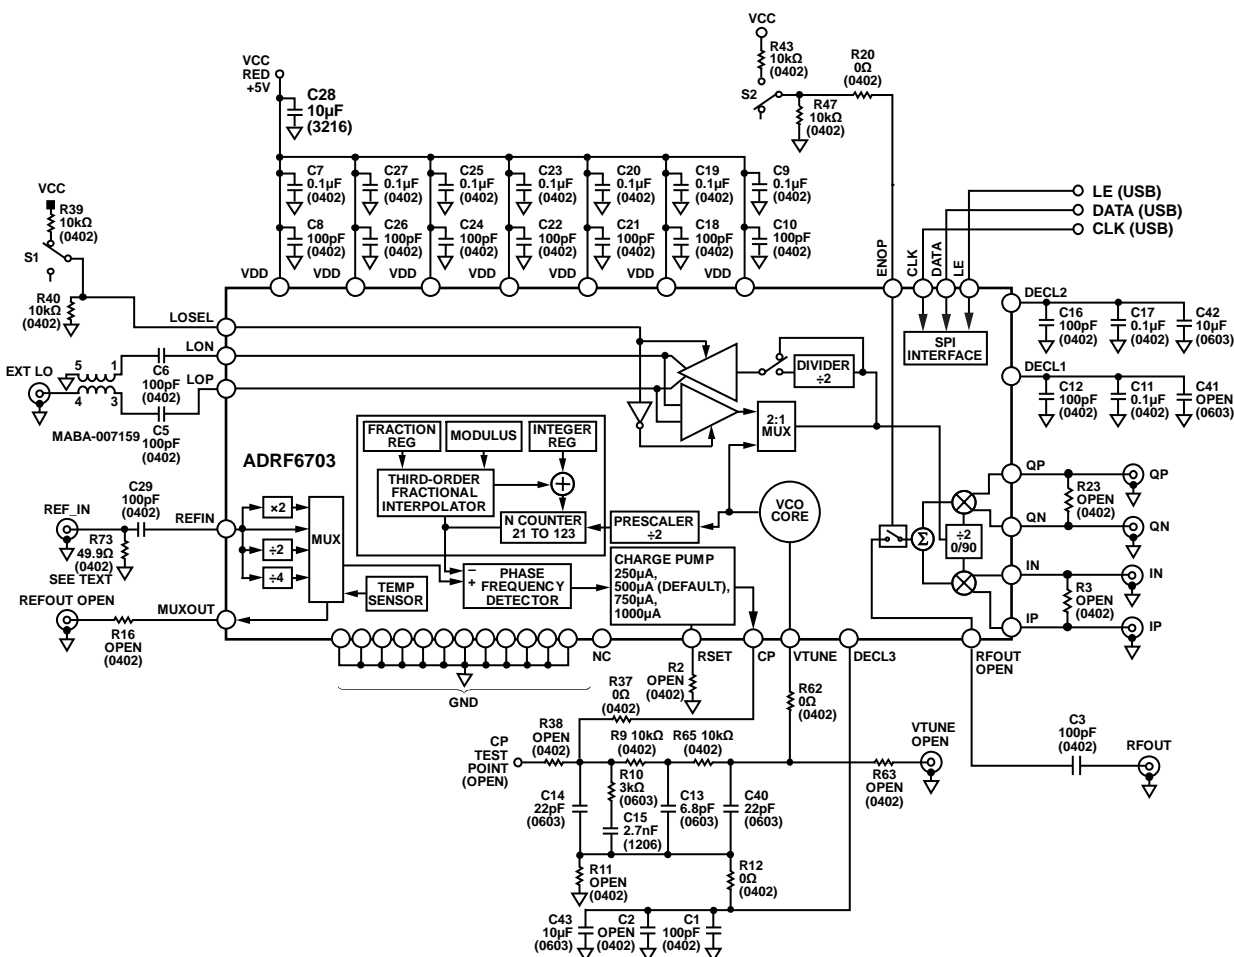 VCC
RED
+5V
C28
10µF
(3216)
VCC
R43
10kΩ
(0402)
S2
R47
10kΩ
(0402)
R20
0Ω
(0402)
C7
0.1µF
(0402)
C27
0.1µF
(0402)
C25
0.1µF
(0402)
C23
0.1µF
(0402)
C20
0.1µF
(0402)
C19
0.1µF
(0402)
C9
0.1µF
(0402)
C8
100pF
(0402)
C26
100pF
(0402)
C24
100pF
(0402)
C22
100pF
(0402)
C21
100pF
(0402)
C18
100pF
(0402)
C10
100pF
(0402)
VDD
VDD
VDD
VDD
VDD
VDD
VDD
ENOP
CLK
DATA
LE
LE (USB)
DATA (USB)
CLK (USB)
VCC
R39
10kΩ
(0402)
S1
R40
10kΩ
(0402)
LOSEL
LON
LOP
EXT LO
5
1
4
3
C6
100pF
(0402)
C5
100pF
(0402)
MABA-007159
ADRF6703
DIVIDER
÷2
2:1
MUX
SPI
INTERFACE
DECL2
C16
100pF
(0402)
C17
0.1µF
(0402)
C42
10µF
(0603)
DECL1
C12
100pF
(0402)
C11
0.1µF
(0402)
C41
OPEN
(0603)
FRACTION
REG
MODULUS
INTEGER
REG
THIRD-ORDER
FRACTIONAL
INTERPOLATOR
+
N COUNTER
21 TO 123
PRESCALER
÷2
VCO
CORE
C29
100pF
(0402)
REF_IN
REFIN
R73
49.9Ω
(0402)
SEE TEXT
×2
÷2
÷4
MUX
TEMP
SENSOR
−
+
PHASE
FREQUENCY
DETECTOR
CHARGE PUMP
250µA,
500µA (DEFAULT),
750µA,
1000µA
Σ
÷2
0/90
QP
QN
IN
IP
R23
OPEN
(0402)
R3
OPEN
(0402)
QP
QN
IN
IP
REFOUT OPEN
MUXOUT
R16
OPEN
(0402)
GND
NC
RSET
CP
VTUNE
DECL3
RFOUT
OPEN
R2
OPEN
(0402)
R37
0Ω
(0402)
R62
0Ω
(0402)
CP
TEST
POINT
(OPEN)
R38
OPEN
(0402)
R9 10kΩ
(0402)
R65 10kΩ
(0402)
R10
3kΩ
(0603)
C14
22pF
(0603)
C15
2.7nF
(1206)
C13
6.8pF
(0603)
C40
22pF
(0603)
R63
OPEN
(0402)
VTUNE
OPEN
C3
100pF
(0402)
RFOUT
R11
OPEN
(0402)
R12
0Ω
(0402)
C43
10µF
(0603)
C2
OPEN
(0402)
C1
100pF
(0402)